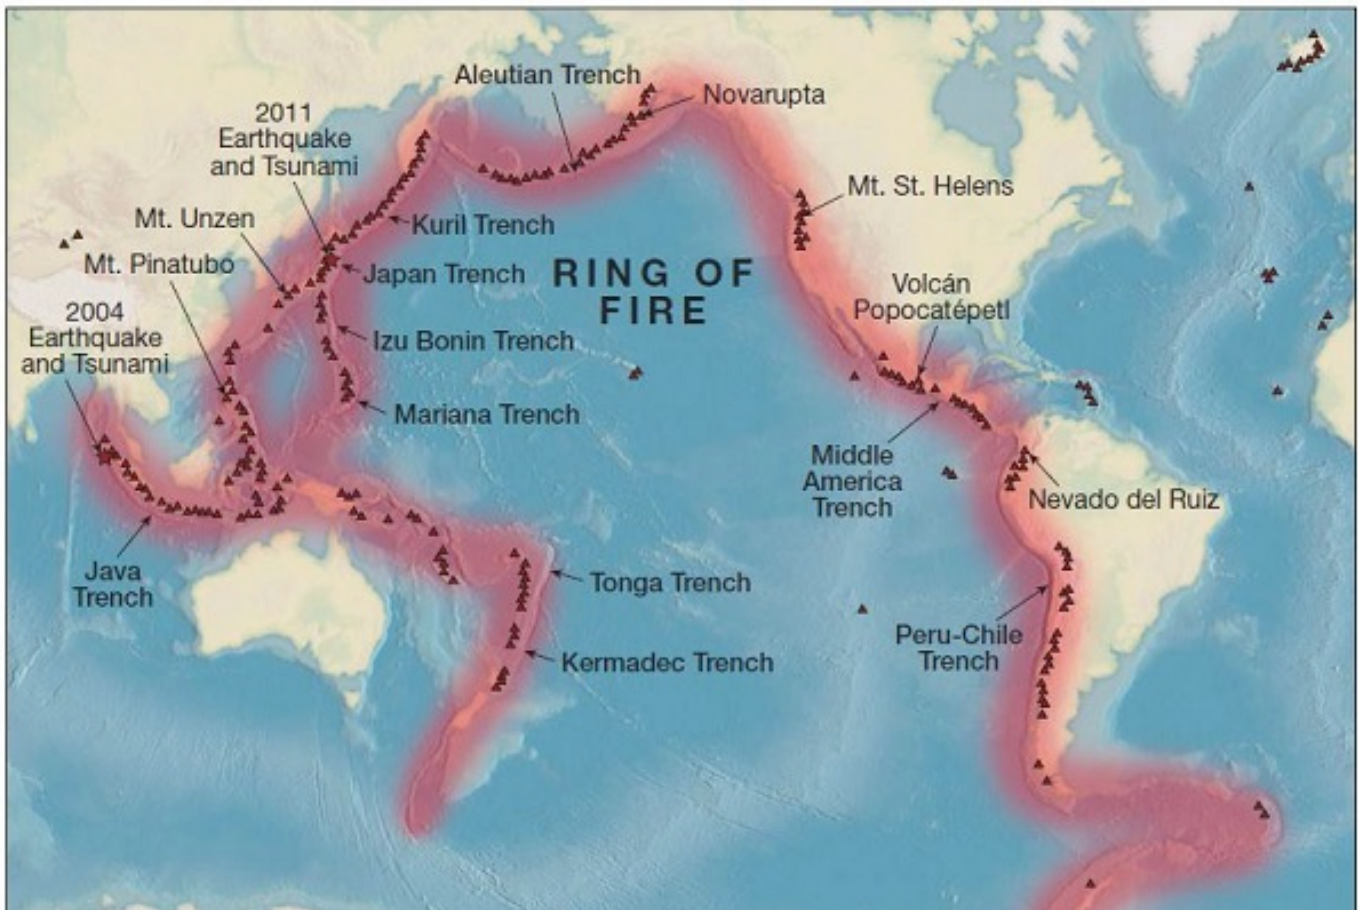 Aleutian Trench
Novarupta
2011
Earthquake
and Tsunami
Mt. St. Helens
Mt. Unzen
Kuril Trench
Mt. Pinatubo
Japan Trench
RING OF
FIRE
Volcán
Popocatépetl
2004
Earthquake
and Tsunami
Izu Bonin Trench
Mariana Trench
Middle
America
Trench
Nevado del Ruiz
Java
Trench
Tonga Trench
Peru-Chile
Trench
Kermadec Trench